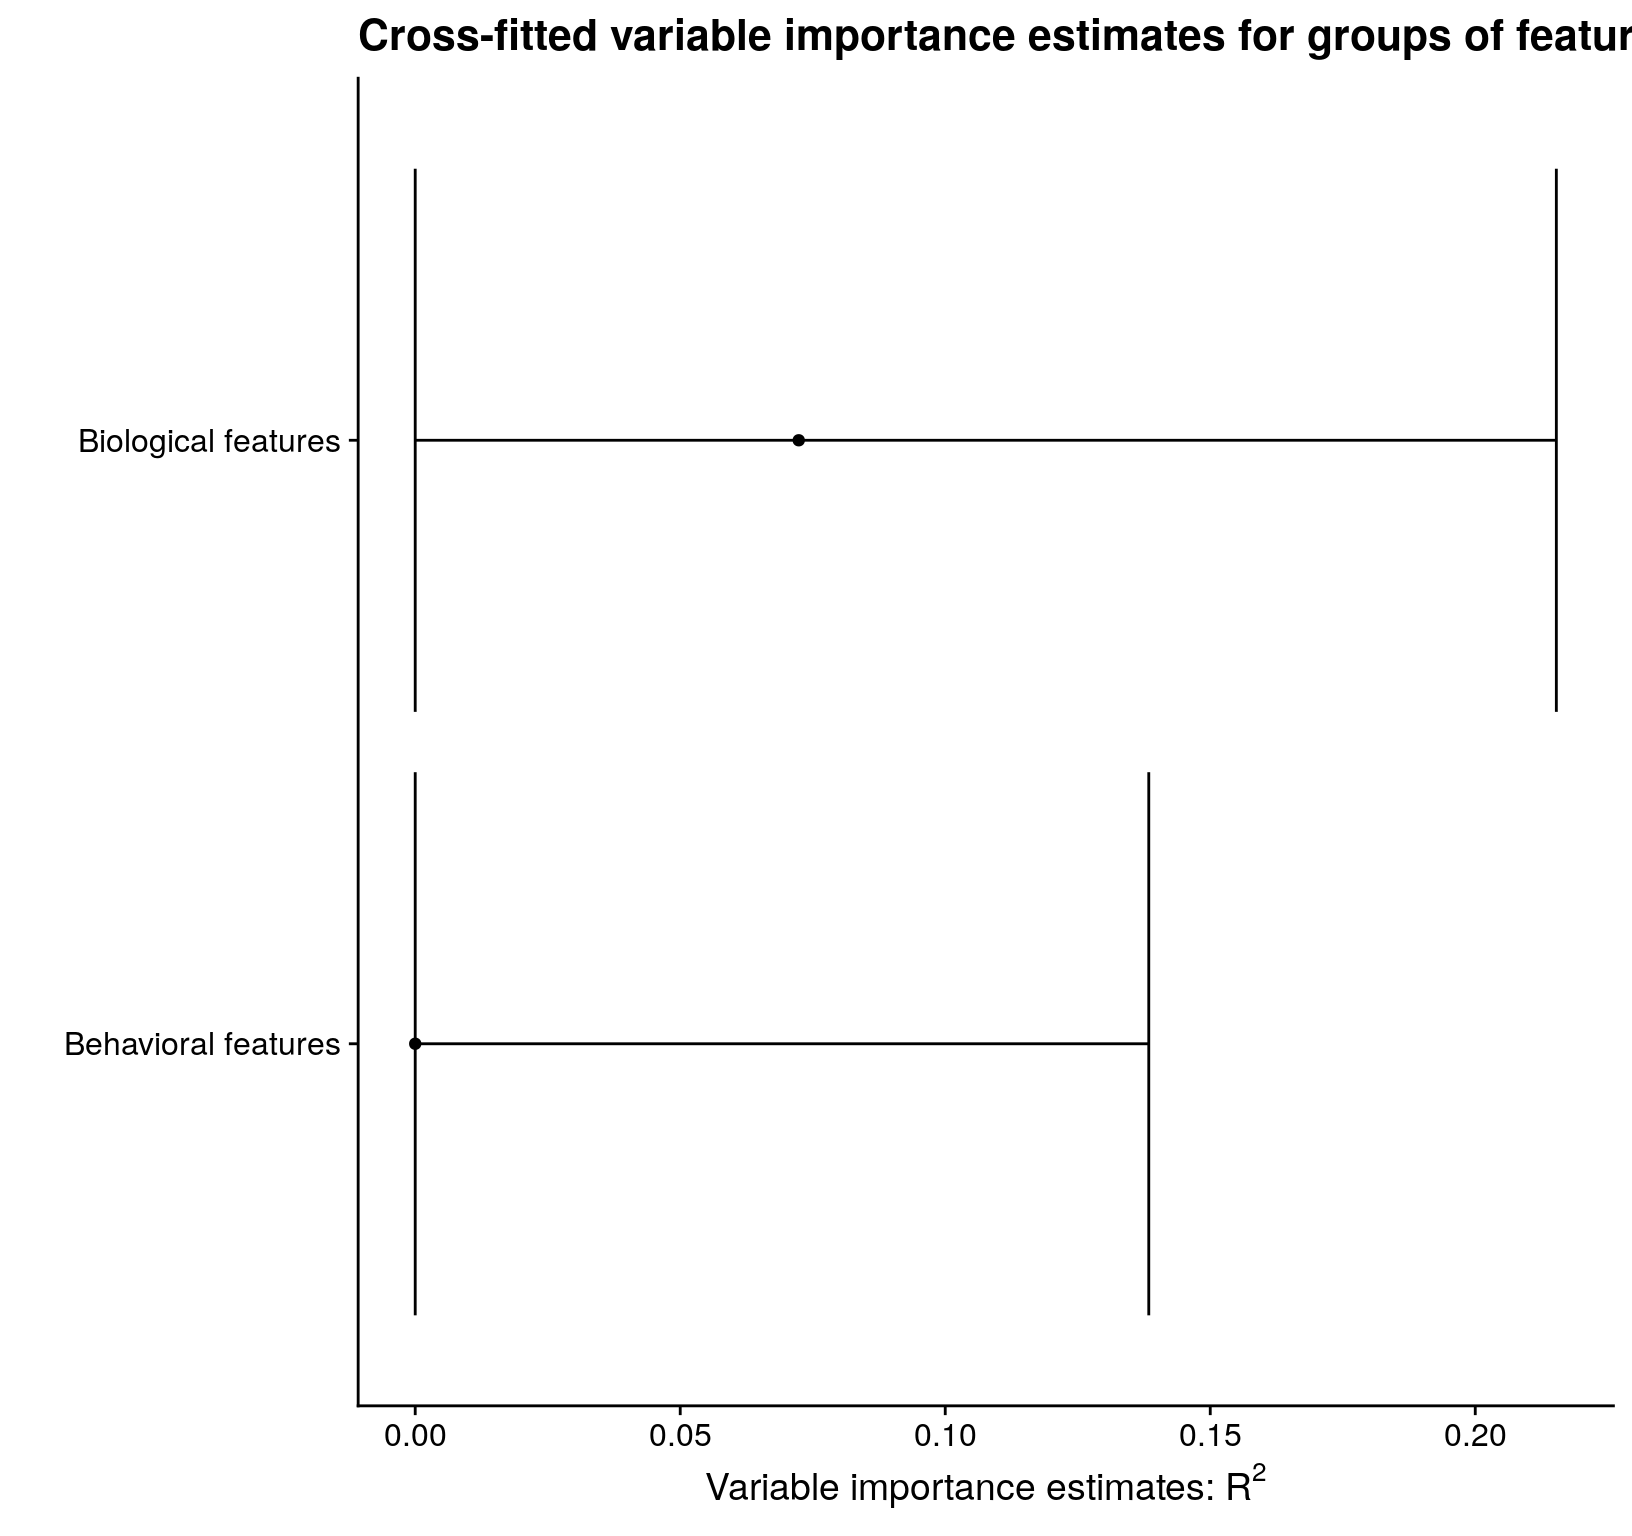 Cross-fitted variable importance estimates for groups of featur
Biological features
Behavioral features
0.00 0.05 0.10 0.15 0.20
Variable importance estimates: R²